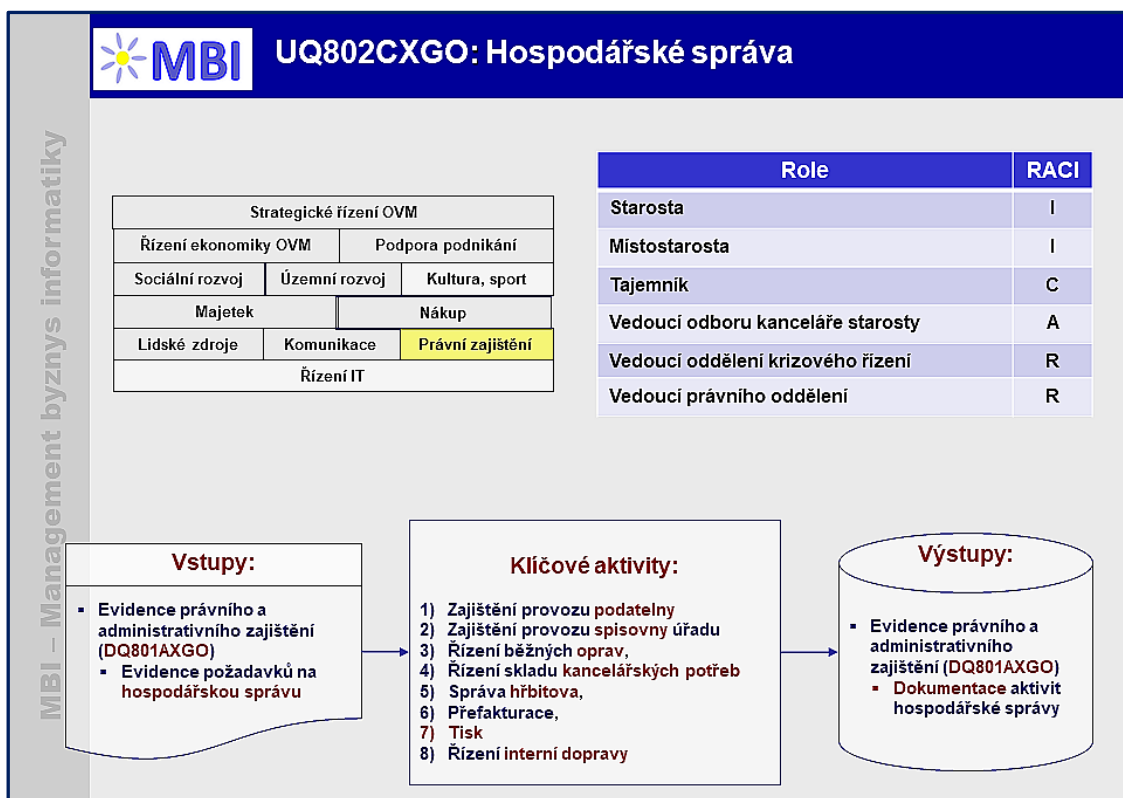 MBI
UQ802CXGO: Hospodářské správa
MBI – Management byznys informatiky
Strategické řízení OVM
Řízení ekonomiky OVM
Podpora podnikání
Sociální rozvoj
Územní rozvoj
Kultura, sport
Majetek
Nákup
Lidské zdroje
Komunikace
Právní zajištění
Řízení IT
Role RACI
Starosta I
Místostarosta I
Tajemník C
Vedoucí odboru kanceláře starosty A
Vedoucí oddělení krizového řízení R
Vedoucí právního oddělení R
Vstupy:
▪ Evidence právního a
administrativního zajištění
(DQ801AXGO)
▪ Evidence požadavků na
hospodářskou správu
Klíčové aktivity:
1) Zajištění provozu podatelny
2) Zajištění provozu spisovny úřadu
3) Řízení běžných oprav,
4) Řízení skladu kancelářských potřeb
5) Správa hřbitova,
6) Přefakturace,
7) Tisk
8) Řízení interní dopravy
Výstupy:
▪ Evidence právního a
administrativního
zajištění (DQ801AXGO)
▪ Dokumentace aktivit
hospodářské správy